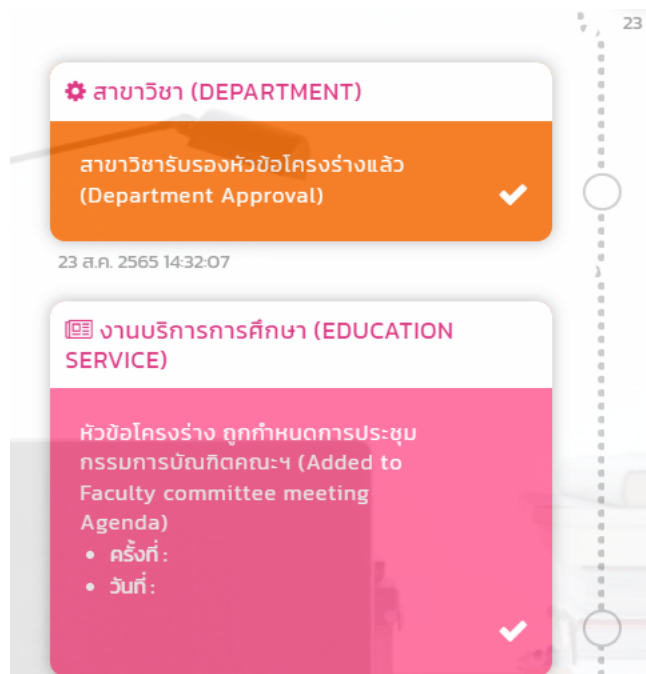 23
สาขาวิชา (DEPARTMENT)
สาขาวิชารับรองหัวข้อโครงร่างแล้ว
(Department Approval)
23 ส.ค. 2565 14:32:07
งานบริการการศึกษา (EDUCATION
SERVICE)
หัวข้อโครงร่าง ถูกกำหนดการประชุม
กรรมการบัณฑิตคณะฯ (Added to
Faculty committee meeting
Agenda)
• ครั้งที่ :
• วันที่ :